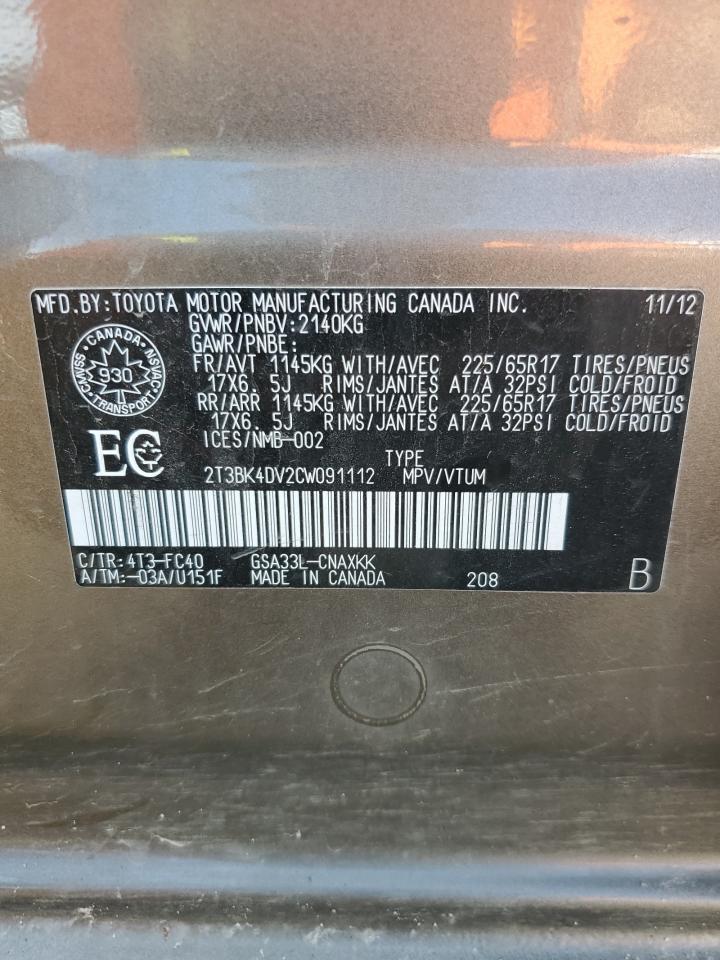 MFD.BY:TOYOTA MOTOR MANUFACTURING CANADA INC. 11/12
GVWR/PNBV:2140KG
GAWR/PNBE:
FR/AVT 1145KG WITH/AVEC 225/65R17 TIRES/PNEUS
17X6.5J RIMS/JANTES AT/A 32PSI COLD/FROID
RR/ARR 1145KG WITH/AVEC 225/65R17 TIRES/PNEUS
17X6.5J RIMS/JANTES AT/A 32PSI COLD/FROID
ICES/NMB-002
CANADA
930
TRANSPORT
CMVSS
NSVAC
EC
TYPE
2T3BK4DV2CW091112 MPV/VTUM
C/TR:4T3-FC40 GSA33L-CNAXKK
A/TM:-03A/U151F MADE IN CANADA 208 B